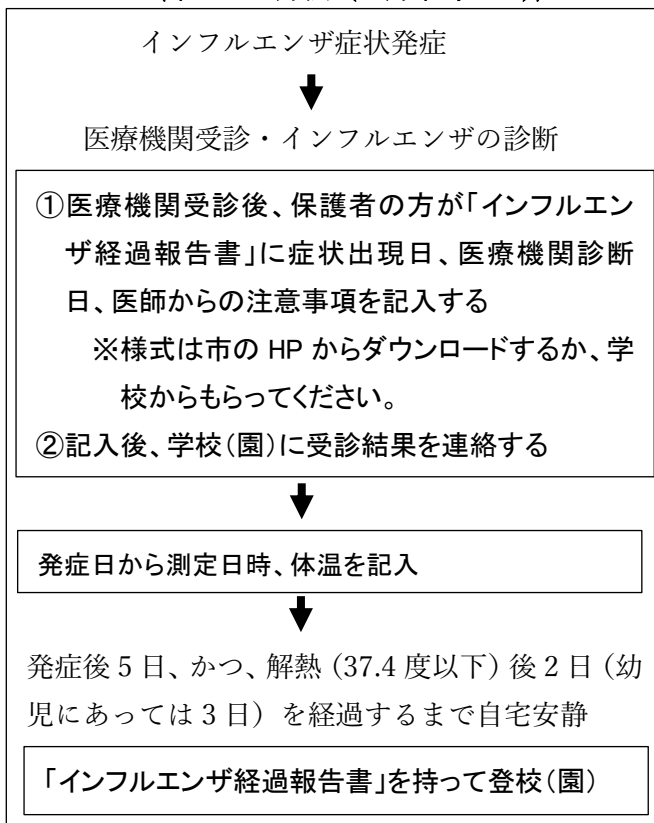 インフルエンザ症状発症
医療機関受診・インフルエンザの診断
①医療機関受診後、保護者の方が「インフルエン
ザ経過報告書」に症状出現日、医療機関診断
日、医師からの注意事項を記入する
※様式は市の HP からダウンロードするか、学
校からもらってください。
②記入後、学校(園)に受診結果を連絡する
発症日から測定日時、体温を記入
発症後 5 日、かつ、解熱（37.4 度以下）後 2 日（幼
児にあっては 3 日）を経過するまで自宅安静
「インフルエンザ経過報告書」を持って登校(園)